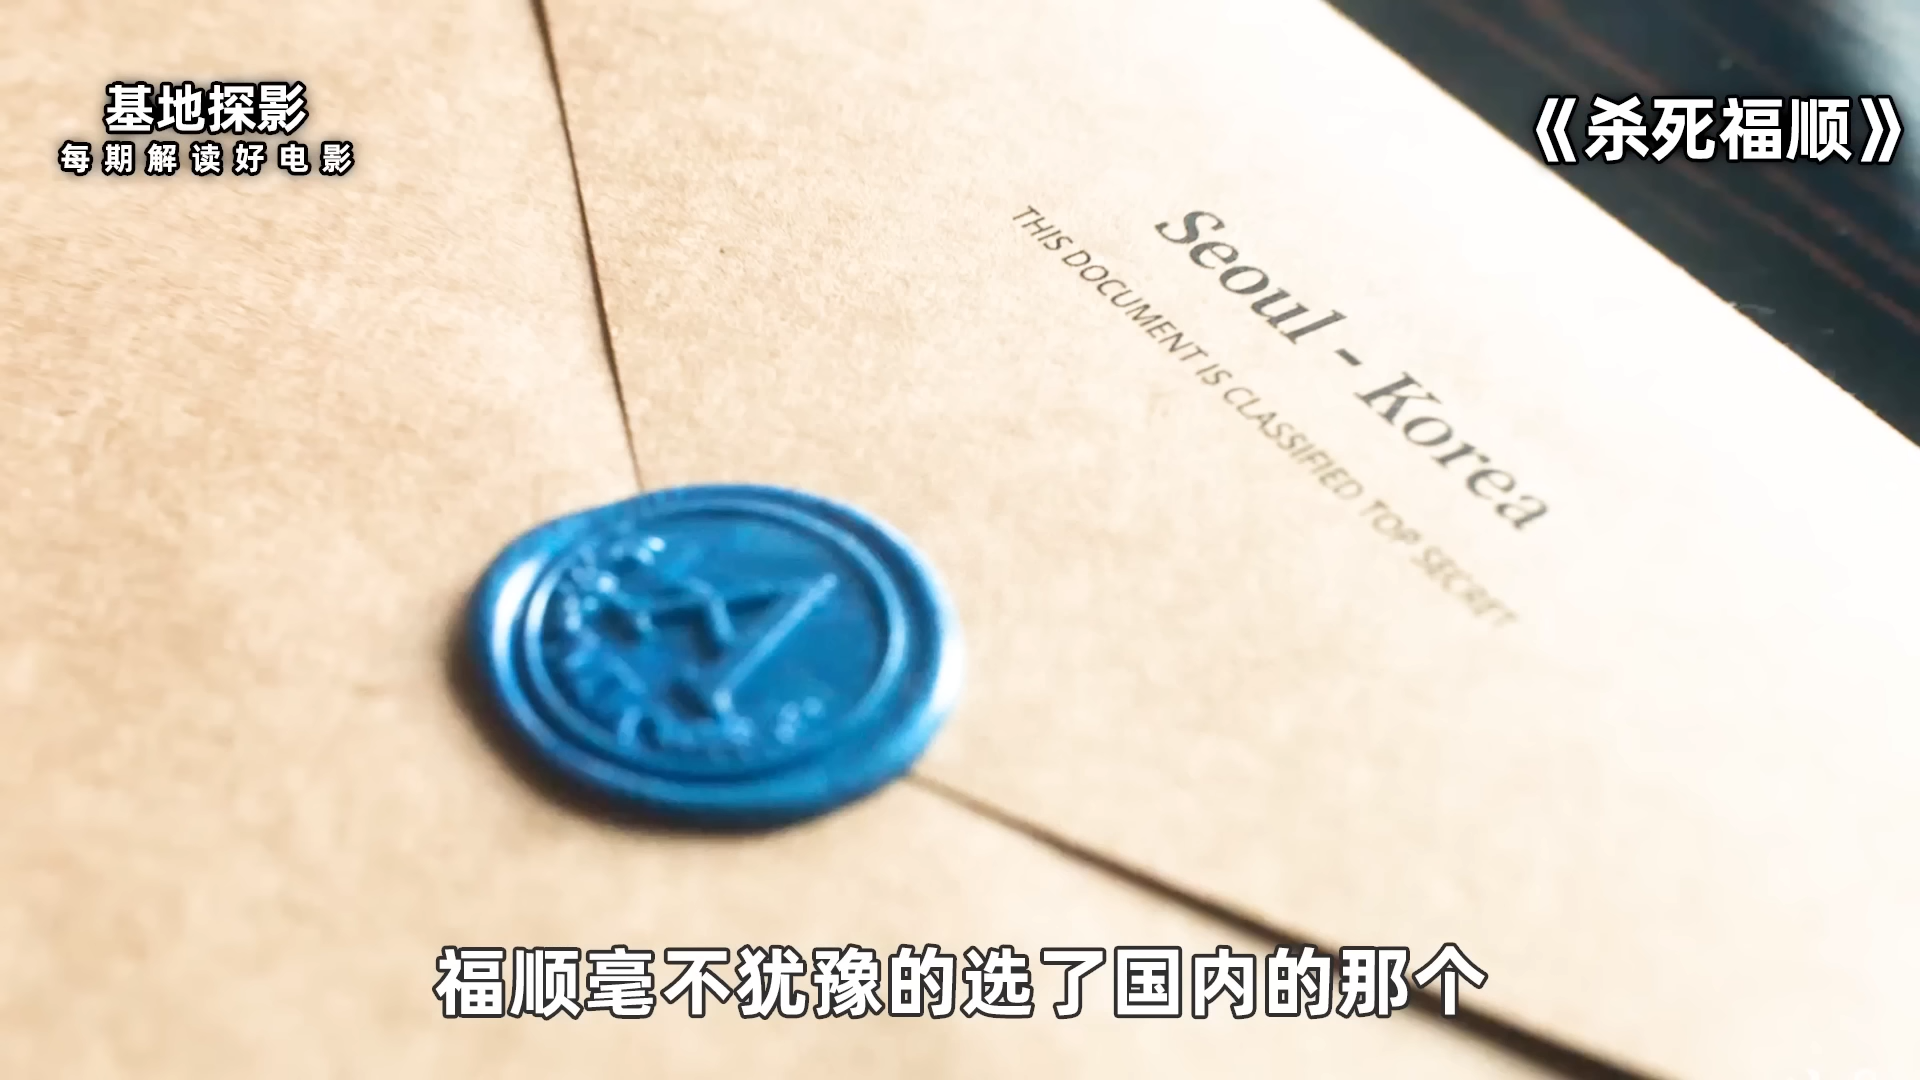 基地探影
每期解读好电影
《杀死福顺》
Seoul - Korea
THIS DOCUMENT IS CLASSIFIED TOP SECRET
福顺毫不犹豫的选了国内的那个